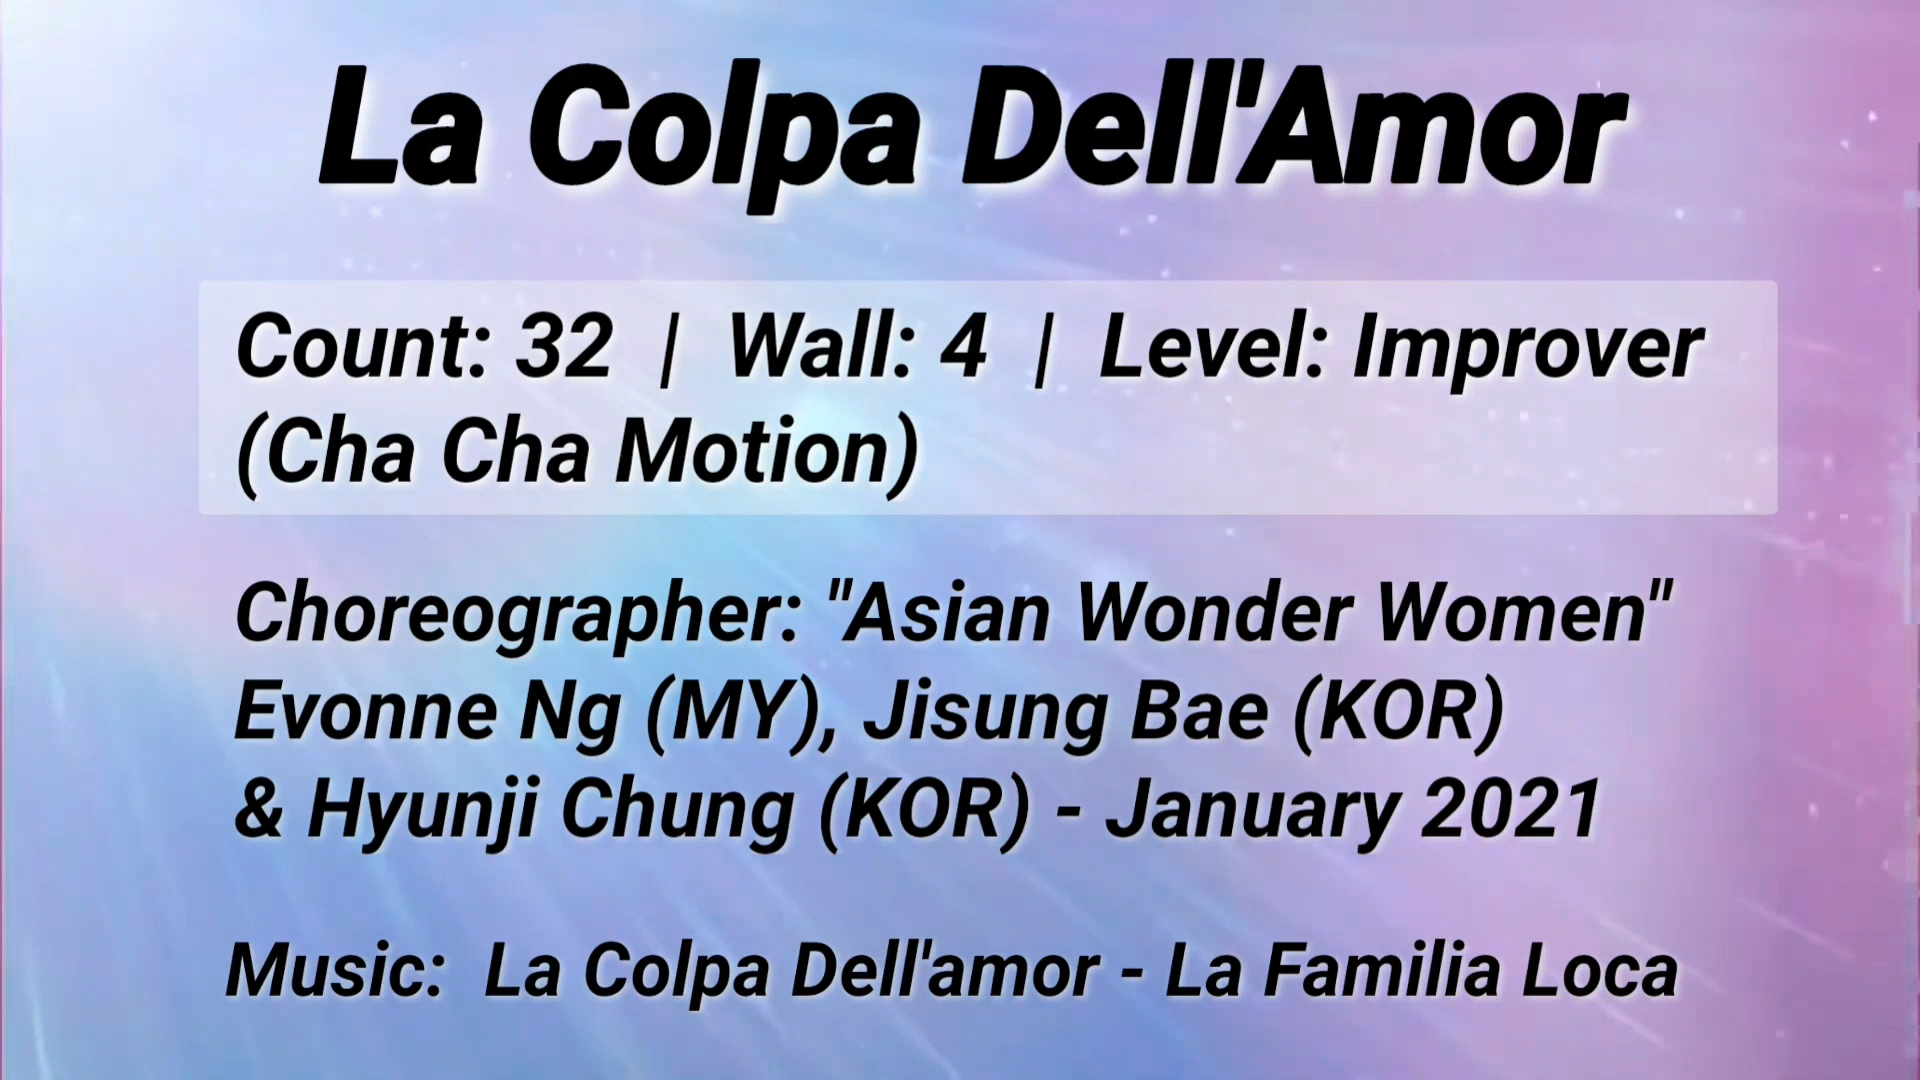 La Colpa Dell'Amor
Count: 32 | Wall: 4 | Level: Improver
(Cha Cha Motion)
Choreographer: "Asian Wonder Women"
Evonne Ng (MY), Jisung Bae (KOR)
& Hyunji Chung (KOR) - January 2021
Music: La Colpa Dell'amor - La Familia Loca